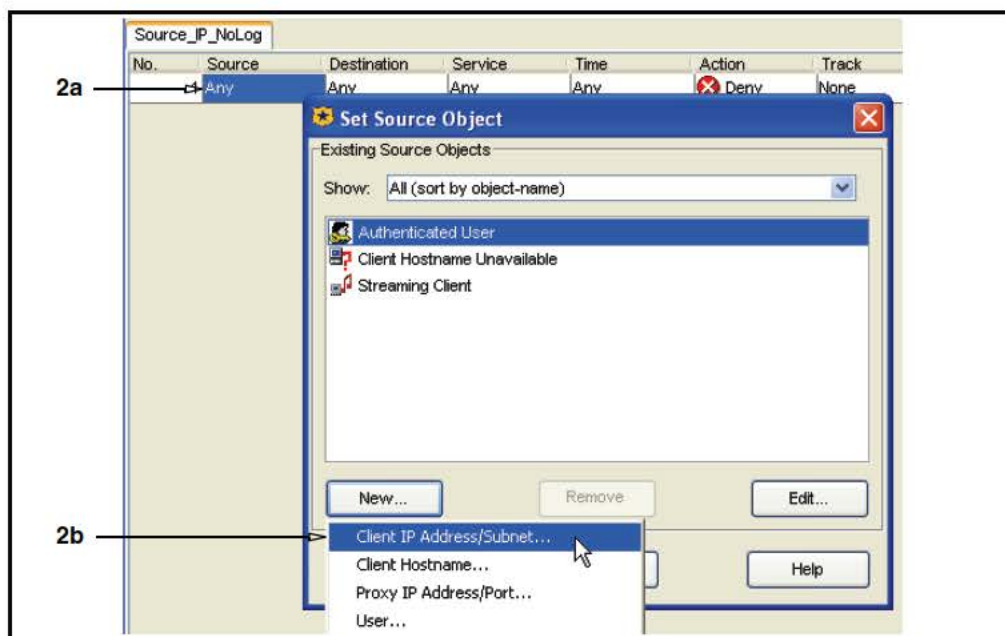 Source_IP_NoLog
No. Source Destination Service Time Action Track
2a Any Any Any Any Deny None
Set Source Object
Existing Source Objects
Show: All (sort by object-name)
Authenticated User
Client Hostname Unavailable
Streaming Client
New... Remove Edit...
2b Client IP Address/Subnet...
Client Hostname... Help
Proxy IP Address/Port...
User...